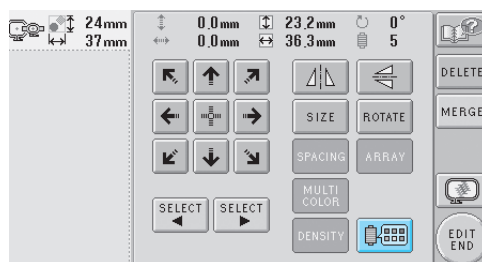 24mm 0.0mm 23.2mm 0°
37mm 0.0mm 36.3mm 5
DELETE
SIZE ROTATE MERGE
SPACING ARRAY
SELECT SELECT MULTI COLOR
DENSITY EDIT END